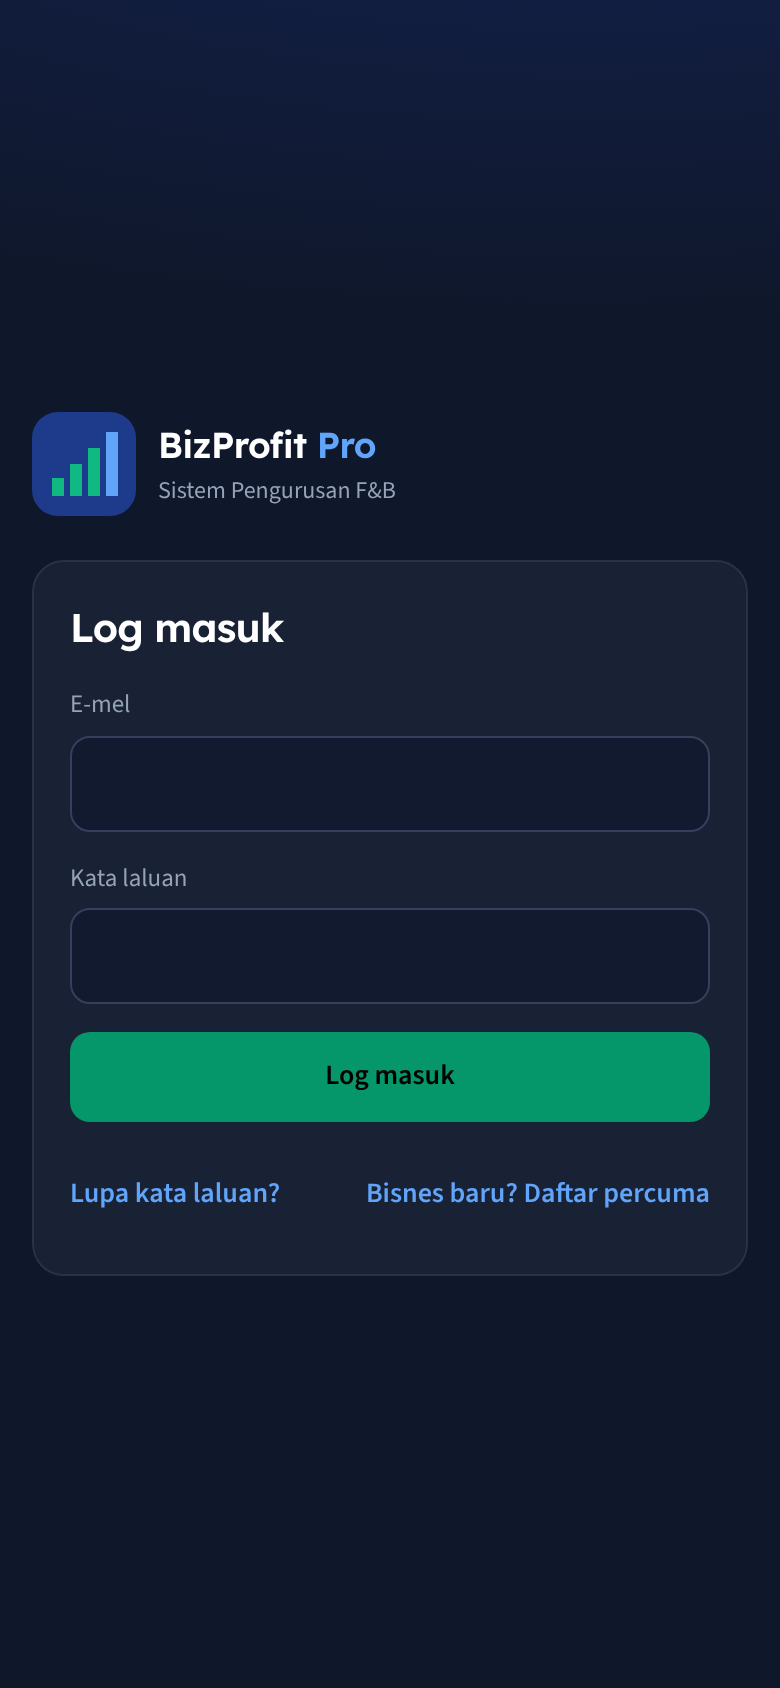 BizProfit Pro
Sistem Pengurusan F&B
Log masuk
E-mel
Kata laluan
Log masuk
Lupa kata laluan? Bisnes baru? Daftar percuma